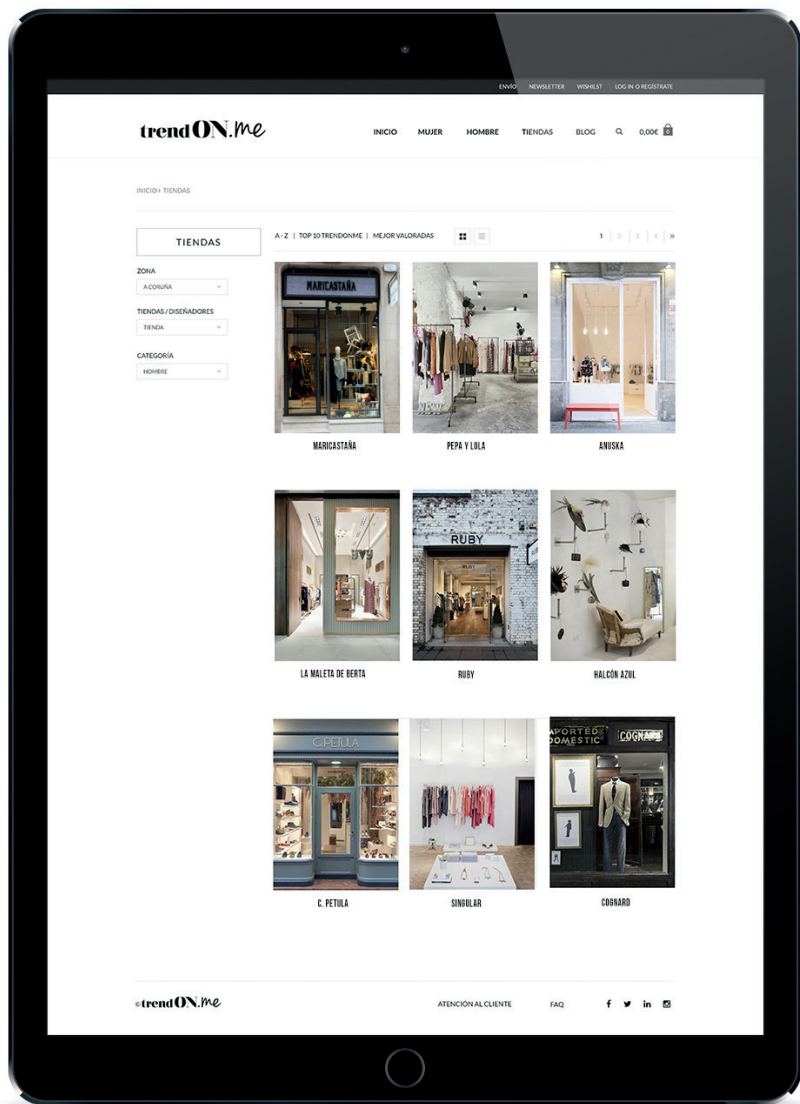 ENVÍO NEWSLETTER WISHILST LOG IN O REGÍSTRATE
trendON.me
INICIO MUJER HOMBRE TIENDAS BLOG 0,00€ 0
INICIO> TIENDAS
TIENDAS
A - Z | TOP 10 TRENDONME | MEJOR VALORADAS
1 | 2 | 3 | 4 | »
ZONA
A CORUÑA
TIENDAS / DISEÑADORES
TIENDA
CATEGORÍA
HOMBRE
MARICASTAÑA
MARICASTAÑA
PEPA Y LOLA
ANUSKA
RUBY
RUBY
LA MALETA DE BERTA
RUBY
HALCÓN AZUL
C.PETULA
DOMESTIC
COGNARD
C. PETULA
SINGULAR
COGNARD
©trendON.me
ATENCIÓN AL CLIENTE FAQ